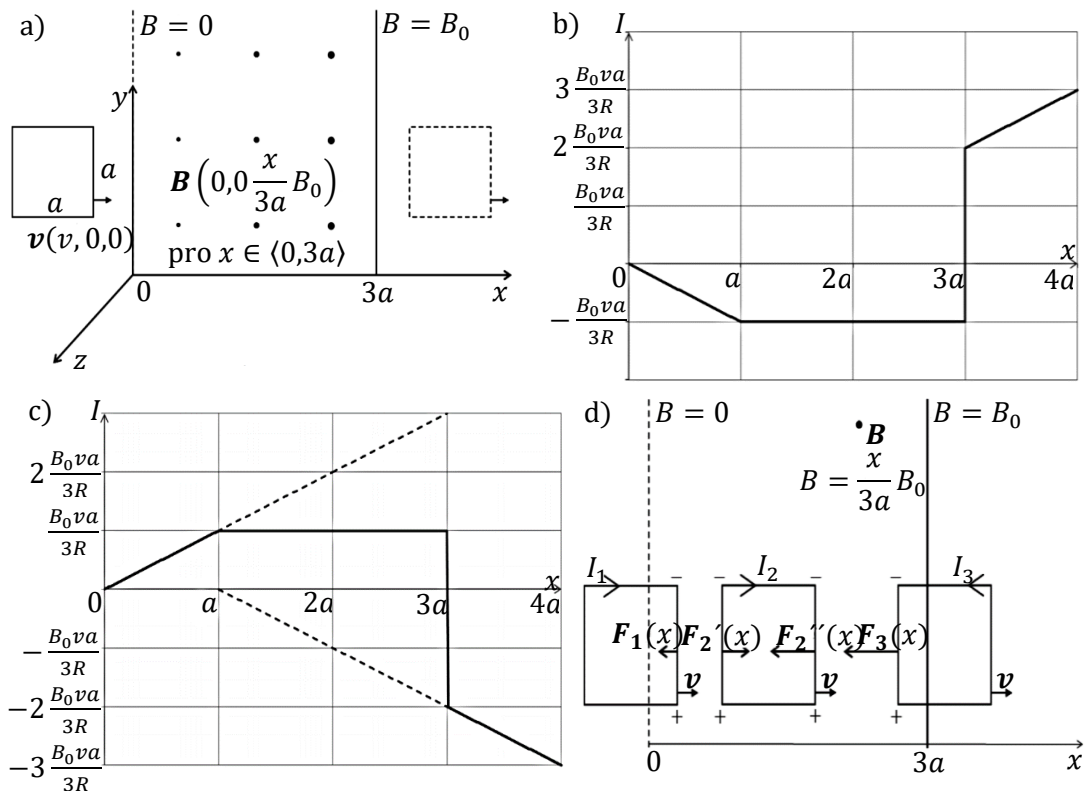 a)
B = 0
B = B₀
y
a
a
v(v, 0,0)
B(0,0 x/3a B₀)
pro x ∈ ⟨0,3a⟩
0
3a
x
z
b)
I
3 B₀va/3R
2 B₀va/3R
B₀va/3R
x
0
a
2a
3a
4a
− B₀va/3R
c)
I
2 B₀va/3R
B₀va/3R
x
0
a
2a
3a
4a
− B₀va/3R
−2 B₀va/3R
−3 B₀va/3R
d)
B = 0
B = B₀
B
B = x/3a B₀
I₁
− − − −
I₂
I₃
F₁(x) F₂′(x) F₂′′(x) F₃(x)
v v v
+ + + +
0
3a
x